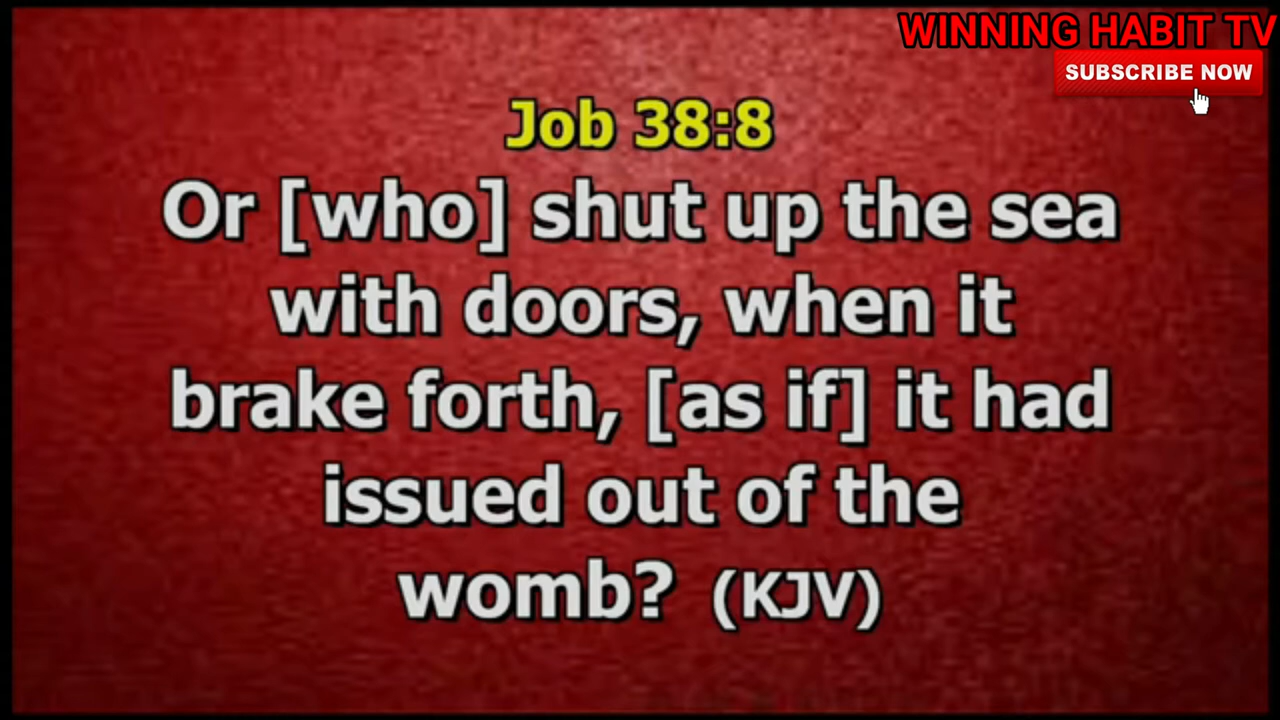 WINNING HABIT TV
SUBSCRIBE NOW
Job 38:8
Or [who] shut up the sea
with doors, when it
brake forth, [as if] it had
issued out of the
womb? (KJV)